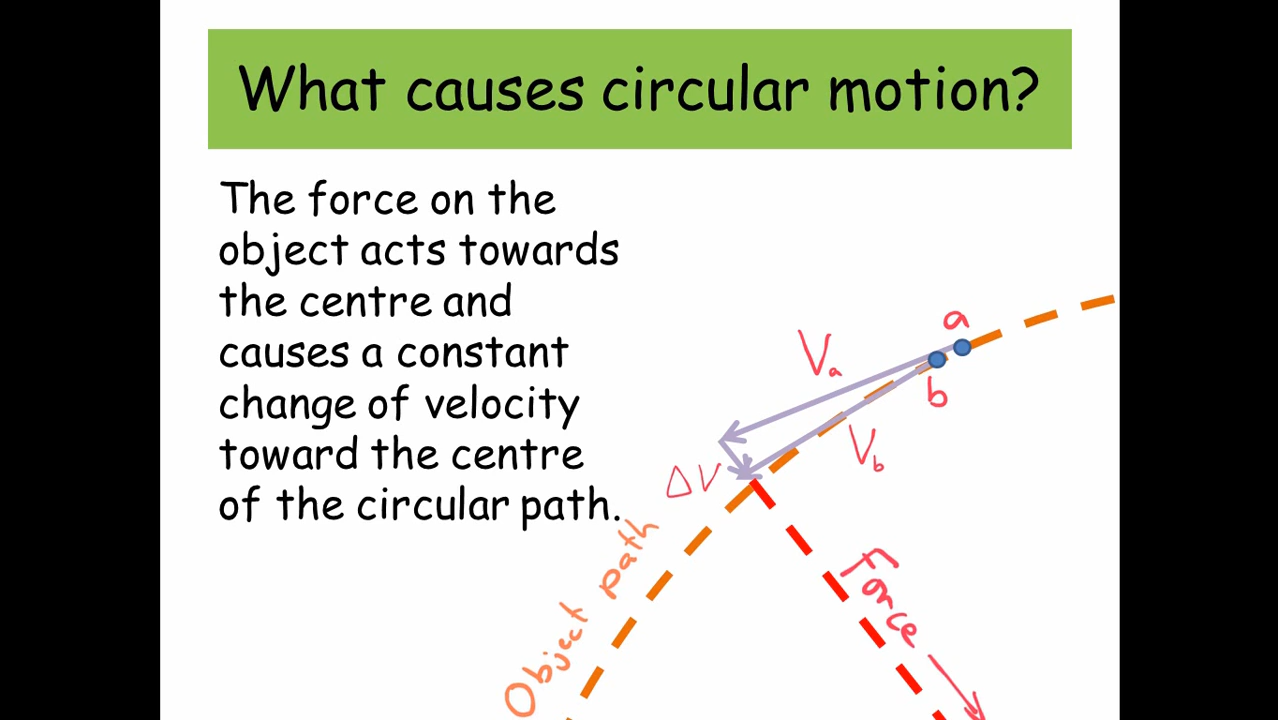 What causes circular motion?
The force on the
object acts towards
the centre and
causes a constant
change of velocity
toward the centre
of the circular path.
a
Va
b
Vb
ΔV
Object path
Force